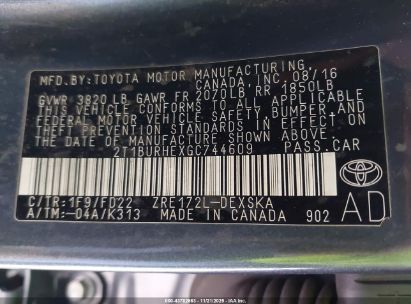 MFD.BY:TOYOTA MOTOR MANUFACTURING,
CANADA, INC. 08/16
GVWR 3820 LB GAWR FR 2070LB RR 1850LB
THIS VEHICLE CONFORMS TO ALL APPLICABLE
FEDERAL MOTOR VEHICLE SAFETY, BUMPER, AND
THEFT PREVENTION STANDARDS IN EFFECT ON
THE DATE OF MANUFACTURE SHOWN ABOVE.
2T1BURHEXGC744609 PASS.CAR
C/TR:1F9/FD22 ZRE172L-DEXSKA
A/TM:-04A/K313 MADE IN CANADA 902
TOYOTA
AD